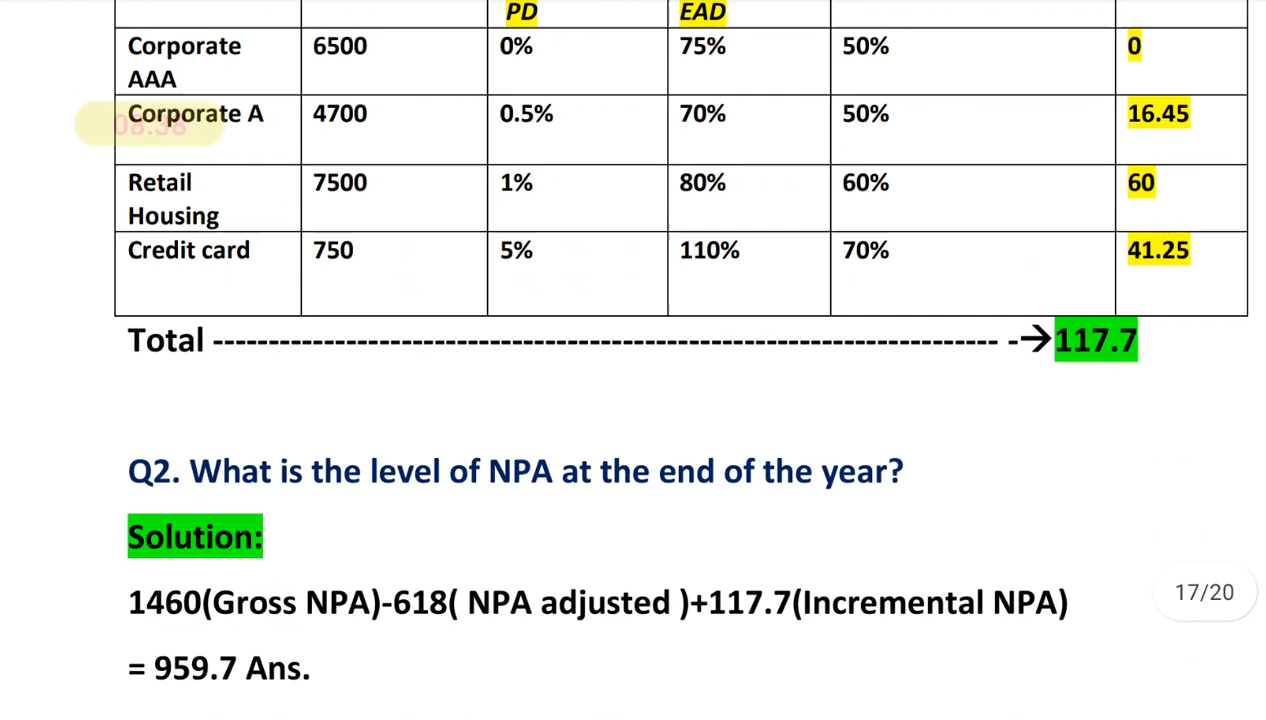 PD EAD
Corporate AAA 6500 0% 75% 50% 0
Corporate A 4700 0.5% 70% 50% 16.45
08:38
Retail Housing 7500 1% 80% 60% 60
Credit card 750 5% 110% 70% 41.25
Total ---------------------------------------------------------------------- -→117.7
Q2. What is the level of NPA at the end of the year?
Solution:
1460(Gross NPA)-618( NPA adjusted )+117.7(Incremental NPA)
= 959.7 Ans.
17/20